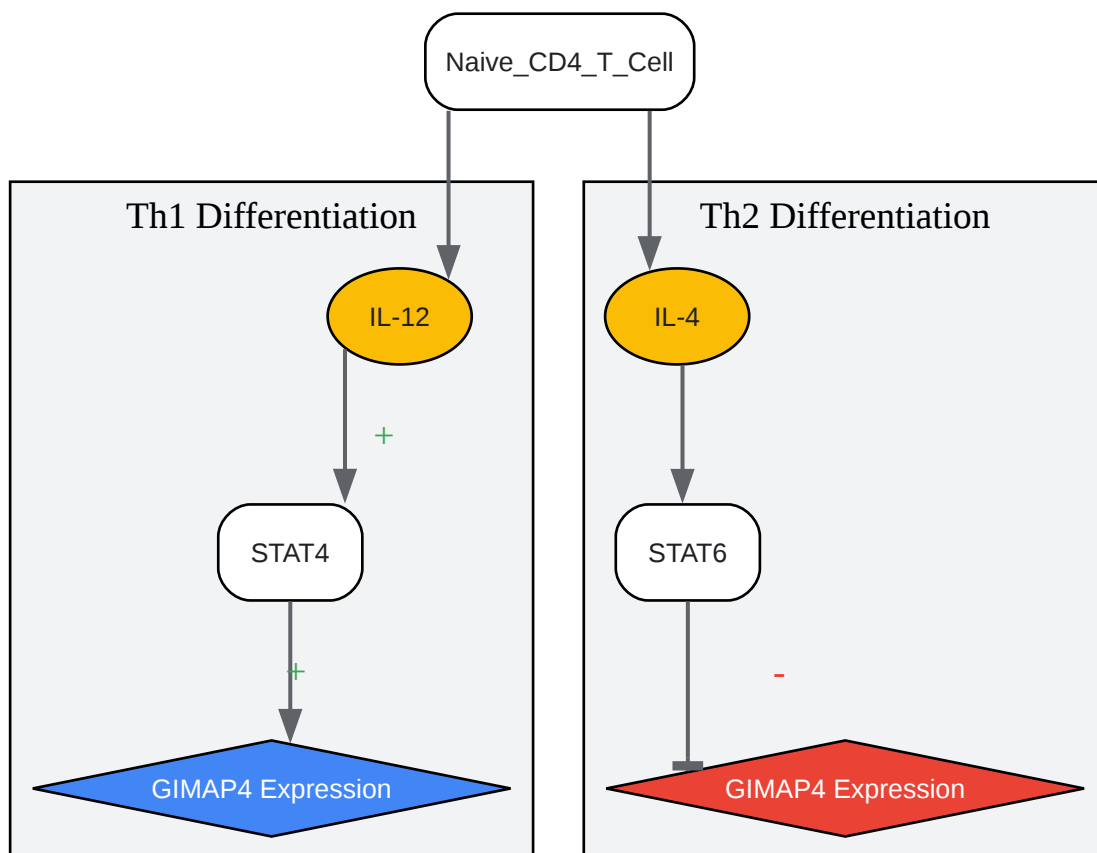 Naive_CD4_T_Cell
Th1 Differentiation
Th2 Differentiation
IL-12
IL-4
+
STAT4
STAT6
+
-
GIMAP4 Expression
GIMAP4 Expression